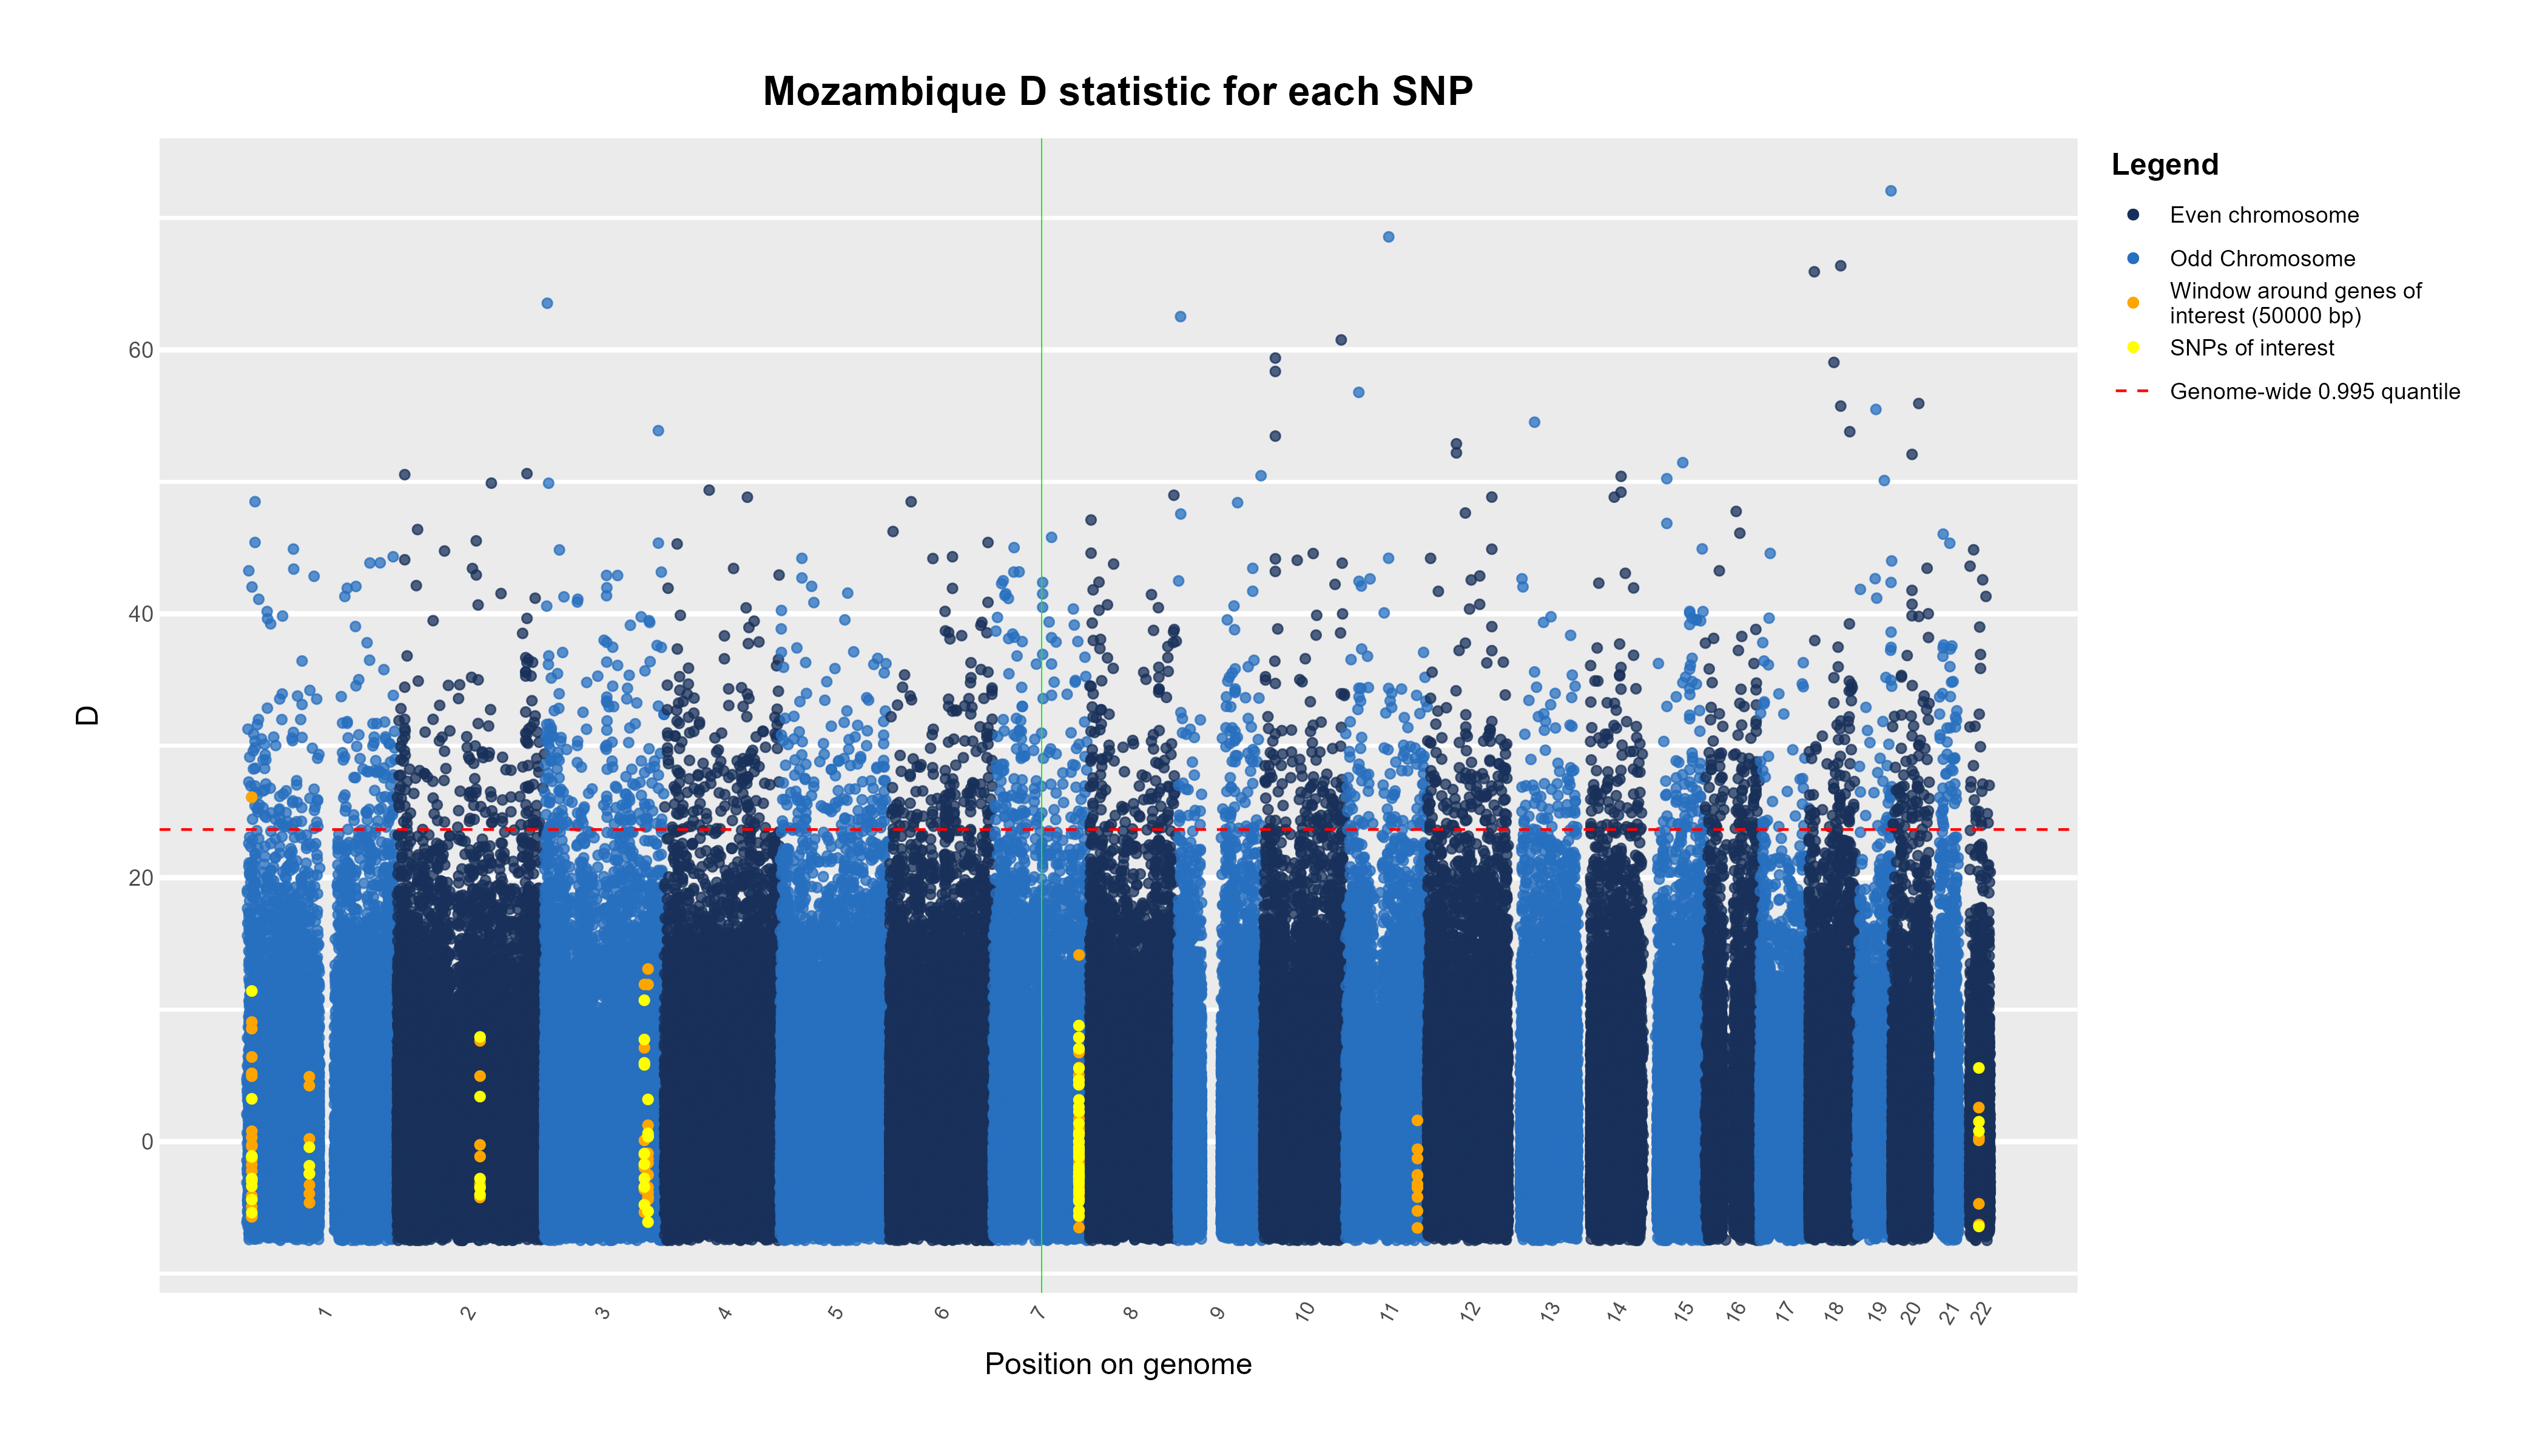 Mozambique D statistic for each SNP
Legend
Even chromosome
Odd Chromosome
Window around genes of
interest (50000 bp)
SNPs of interest
Genome-wide 0.995 quantile
60
40
20
0
D
1 2 3 4 5 6 7 8 9 10 11 12 13 14 15 16 17 18 19 20 21 22
Position on genome